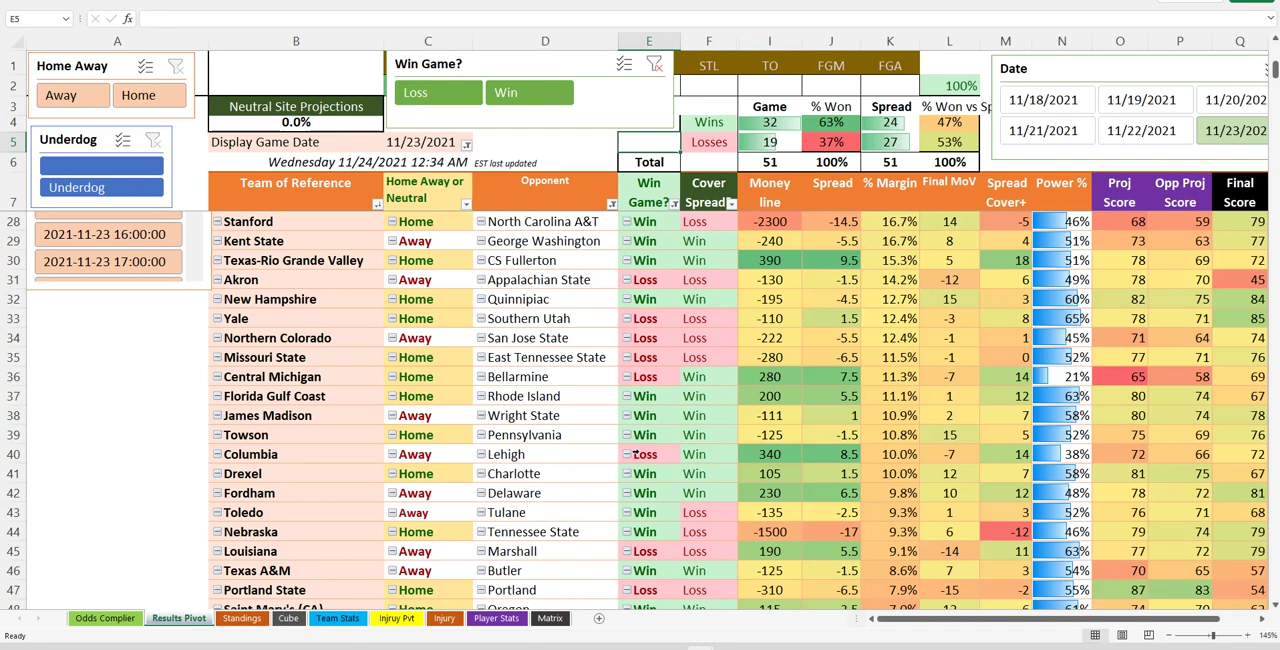 E5 fx
A B C D E F I J K L M N O P Q
1 STL TO FGM FGA
2 100%
Home Away
Away Home
Underdog
Underdog
2021-11-23 16:00:00
2021-11-23 17:00:00
Win Game?
Loss Win
Date
11/18/2021 11/19/2021 11/20/202
11/21/2021 11/22/2021 11/23/202
3 Neutral Site Projections Game % Won Spread % Won vs Sp
4 0.0% Wins 32 63% 24 47%
5 Display Game Date 11/23/2021 Losses 19 37% 27 53%
6 Wednesday 11/24/2021 12:34 AM EST last updated Total 51 100% 51 100%
7 Team of Reference Home Away or Neutral Opponent Win Game? Cover Spread Money line Spread % Margin Final MoV Spread Cover+ Power % Proj Score Opp Proj Score Final Score
28 Stanford Home North Carolina A&T Win Loss -2300 -14.5 16.7% 14 -5 46% 68 59 79
29 Kent State Away George Washington Win Win -240 -5.5 16.7% 8 4 51% 73 63 77
30 Texas-Rio Grande Valley Home CS Fullerton Win Win 390 9.5 15.3% 5 18 51% 78 69 72
31 Akron Away Appalachian State Loss Loss -130 -1.5 14.2% -12 6 49% 78 70 45
32 New Hampshire Home Quinnipiac Win Win -195 -4.5 12.7% 15 3 60% 82 75 84
33 Yale Home Southern Utah Loss Loss -110 1.5 12.4% -3 8 65% 78 71 85
34 Northern Colorado Away San Jose State Loss Loss -222 -5.5 12.4% -1 1 45% 71 64 74
35 Missouri State Home East Tennessee State Loss Loss -280 -6.5 11.5% -1 0 52% 77 71 76
36 Central Michigan Home Bellarmine Loss Win 280 7.5 11.3% -7 14 21% 65 58 69
37 Florida Gulf Coast Home Rhode Island Win Win 200 5.5 11.1% 1 12 63% 80 74 67
38 James Madison Away Wright State Win Win -111 1 10.9% 2 7 58% 80 74 78
39 Towson Home Pennsylvania Win Win -125 -1.5 10.8% 15 5 52% 75 69 76
40 Columbia Away Lehigh Loss Win 340 8.5 10.0% -7 14 38% 72 66 72
41 Drexel Home Charlotte Win Win 105 1.5 10.0% 12 7 58% 81 75 67
42 Fordham Away Delaware Win Win 230 6.5 9.8% 10 12 48% 78 72 81
43 Toledo Away Tulane Win Loss -135 -2.5 9.3% 1 3 52% 76 71 68
44 Nebraska Home Tennessee State Win Loss -1500 -17 9.3% 6 -12 46% 79 74 79
45 Louisiana Away Marshall Loss Loss 190 5.5 9.1% -14 11 63% 77 72 79
46 Texas A&M Away Butler Win Win -125 -1.5 8.6% 7 3 54% 70 65 57
47 Portland State Away Portland Loss Loss -310 -6.5 7.9% -15 -2 55% 87 83 54
Odds Complier Results Pivot Standings Cube Team Stats Injruy Pvt Injury Player Stats Matrix
Ready 145%